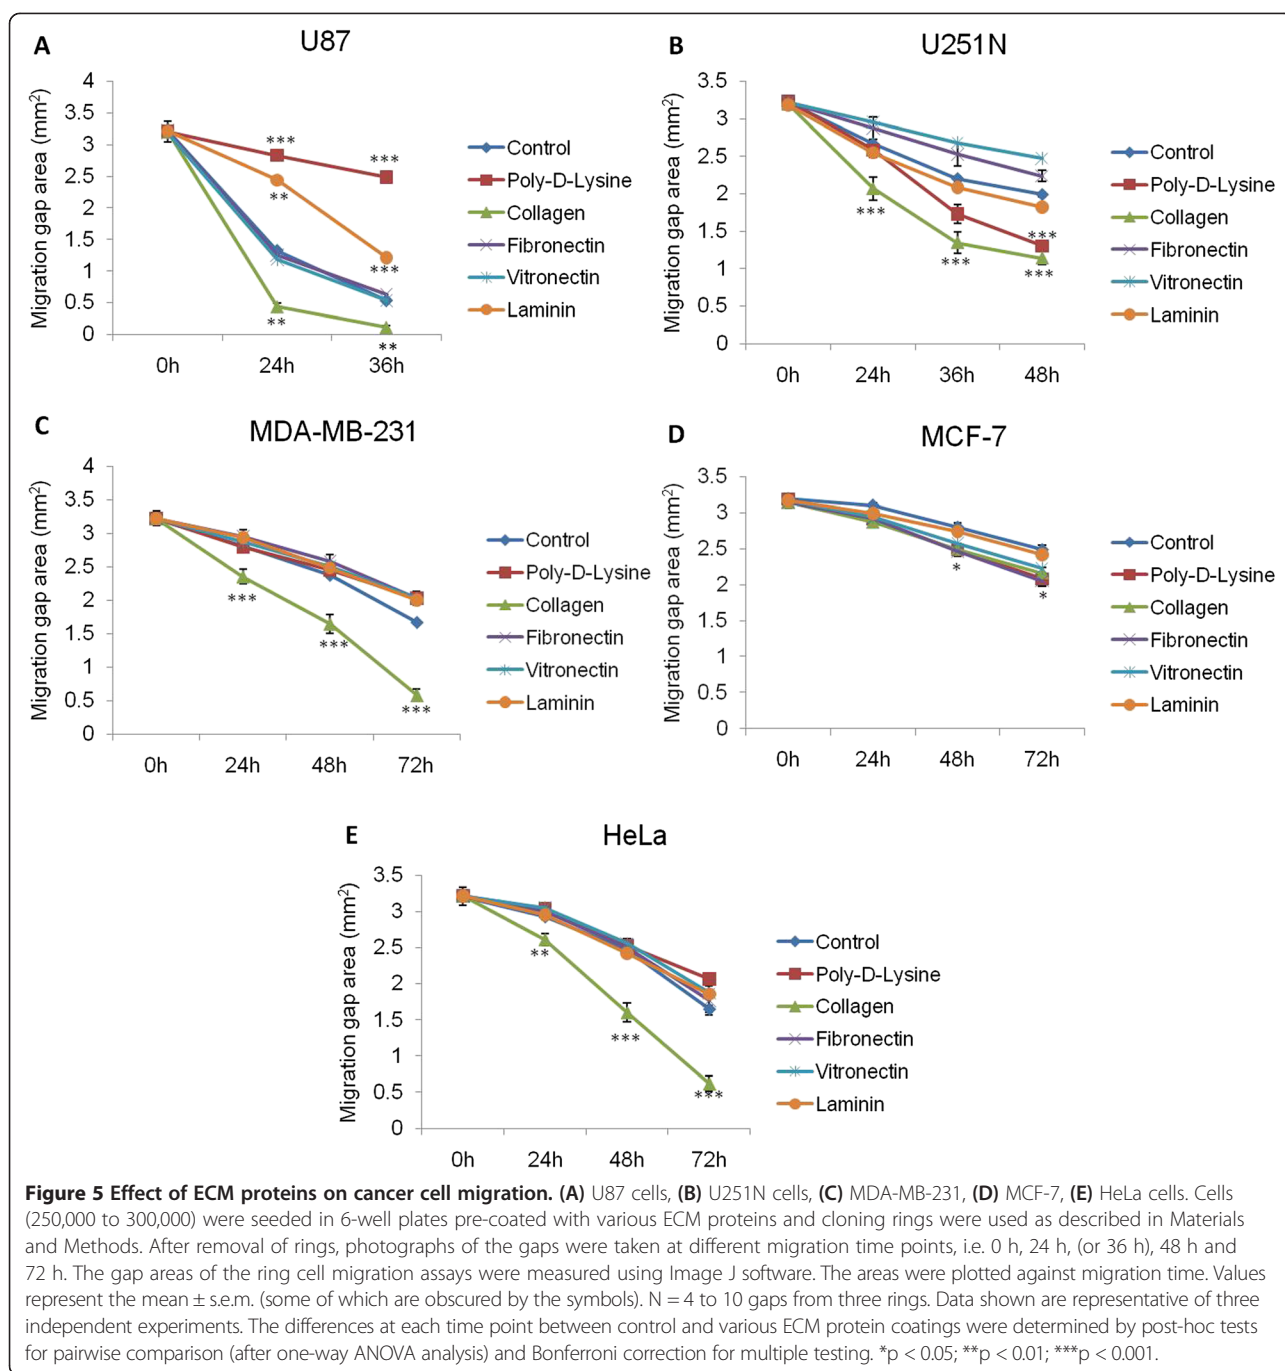 A
U87
Migration gap area (mm²)
4
3.5
3
2.5
2
1.5
1
0.5
0
0h
24h
36h
***
***
**
***
**
**
Control
Poly-D-Lysine
Collagen
Fibronectin
Vitronectin
Laminin
B
U251N
Migration gap area (mm²)
3.5
3
2.5
2
1.5
1
0.5
0
0h
24h
36h
48h
***
***
***
***
Control
Poly-D-Lysine
Collagen
Fibronectin
Vitronectin
Laminin
C
MDA-MB-231
Migration gap area (mm²)
4
3.5
3
2.5
2
1.5
1
0.5
0
0h
24h
48h
72h
***
***
***
Control
Poly-D-Lysine
Collagen
Fibronectin
Vitronectin
Laminin
D
MCF-7
Migration gap area (mm²)
3.5
3
2.5
2
1.5
1
0.5
0
0h
24h
48h
72h
*
*
Control
Poly-D-Lysine
Collagen
Fibronectin
Vitronectin
Laminin
E
HeLa
Migration gap area (mm²)
3.5
3
2.5
2
1.5
1
0.5
0
0h
24h
48h
72h
**
***
***
Control
Poly-D-Lysine
Collagen
Fibronectin
Vitronectin
Laminin
Figure 5 Effect of ECM proteins on cancer cell migration. (A) U87 cells, (B) U251N cells, (C) MDA-MB-231, (D) MCF-7, (E) HeLa cells. Cells
(250,000 to 300,000) were seeded in 6-well plates pre-coated with various ECM proteins and cloning rings were used as described in Materials
and Methods. After removal of rings, photographs of the gaps were taken at different migration time points, i.e. 0 h, 24 h, (or 36 h), 48 h and
72 h. The gap areas of the ring cell migration assays were measured using Image J software. The areas were plotted against migration time. Values
represent the mean ± s.e.m. (some of which are obscured by the symbols). N = 4 to 10 gaps from three rings. Data shown are representative of three
independent experiments. The differences at each time point between control and various ECM protein coatings were determined by post-hoc tests
for pairwise comparison (after one-way ANOVA analysis) and Bonferroni correction for multiple testing. *p < 0.05; **p < 0.01; ***p < 0.001.